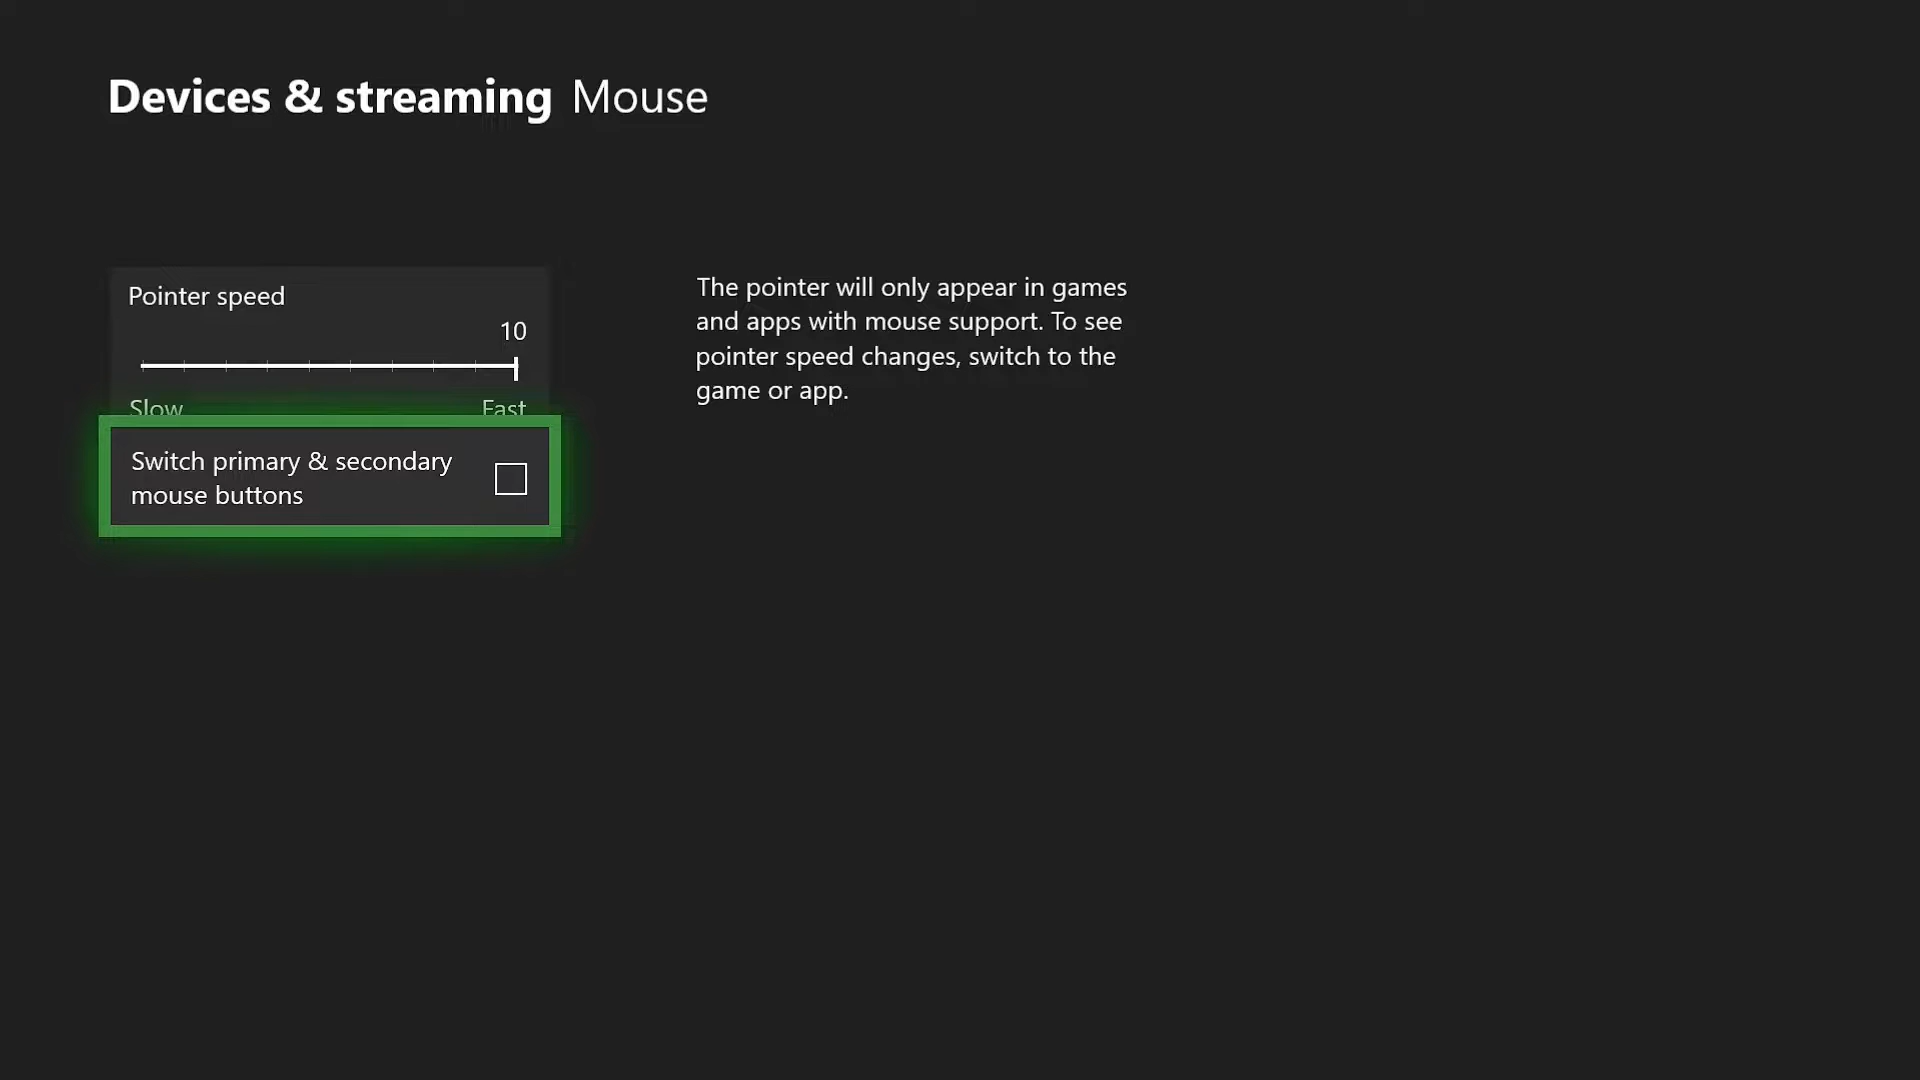 Devices & streaming Mouse
Pointer speed
10
Slow Fast
Switch primary & secondary
mouse buttons
The pointer will only appear in games
and apps with mouse support. To see
pointer speed changes, switch to the
game or app.